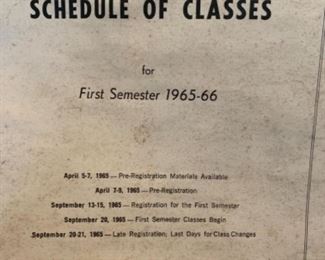 SCHEDULE OF CLASSES
for
First Semester 1965-66
April 5-7, 1965 — Pre-Registration Materials Available
April 7-9, 1965 — Pre-Registration
September 13-15, 1965 — Registration for the First Semester
September 20, 1965 — First Semester Classes Begin
September 20-21, 1965 — Late Registration; Last Days for Class Changes